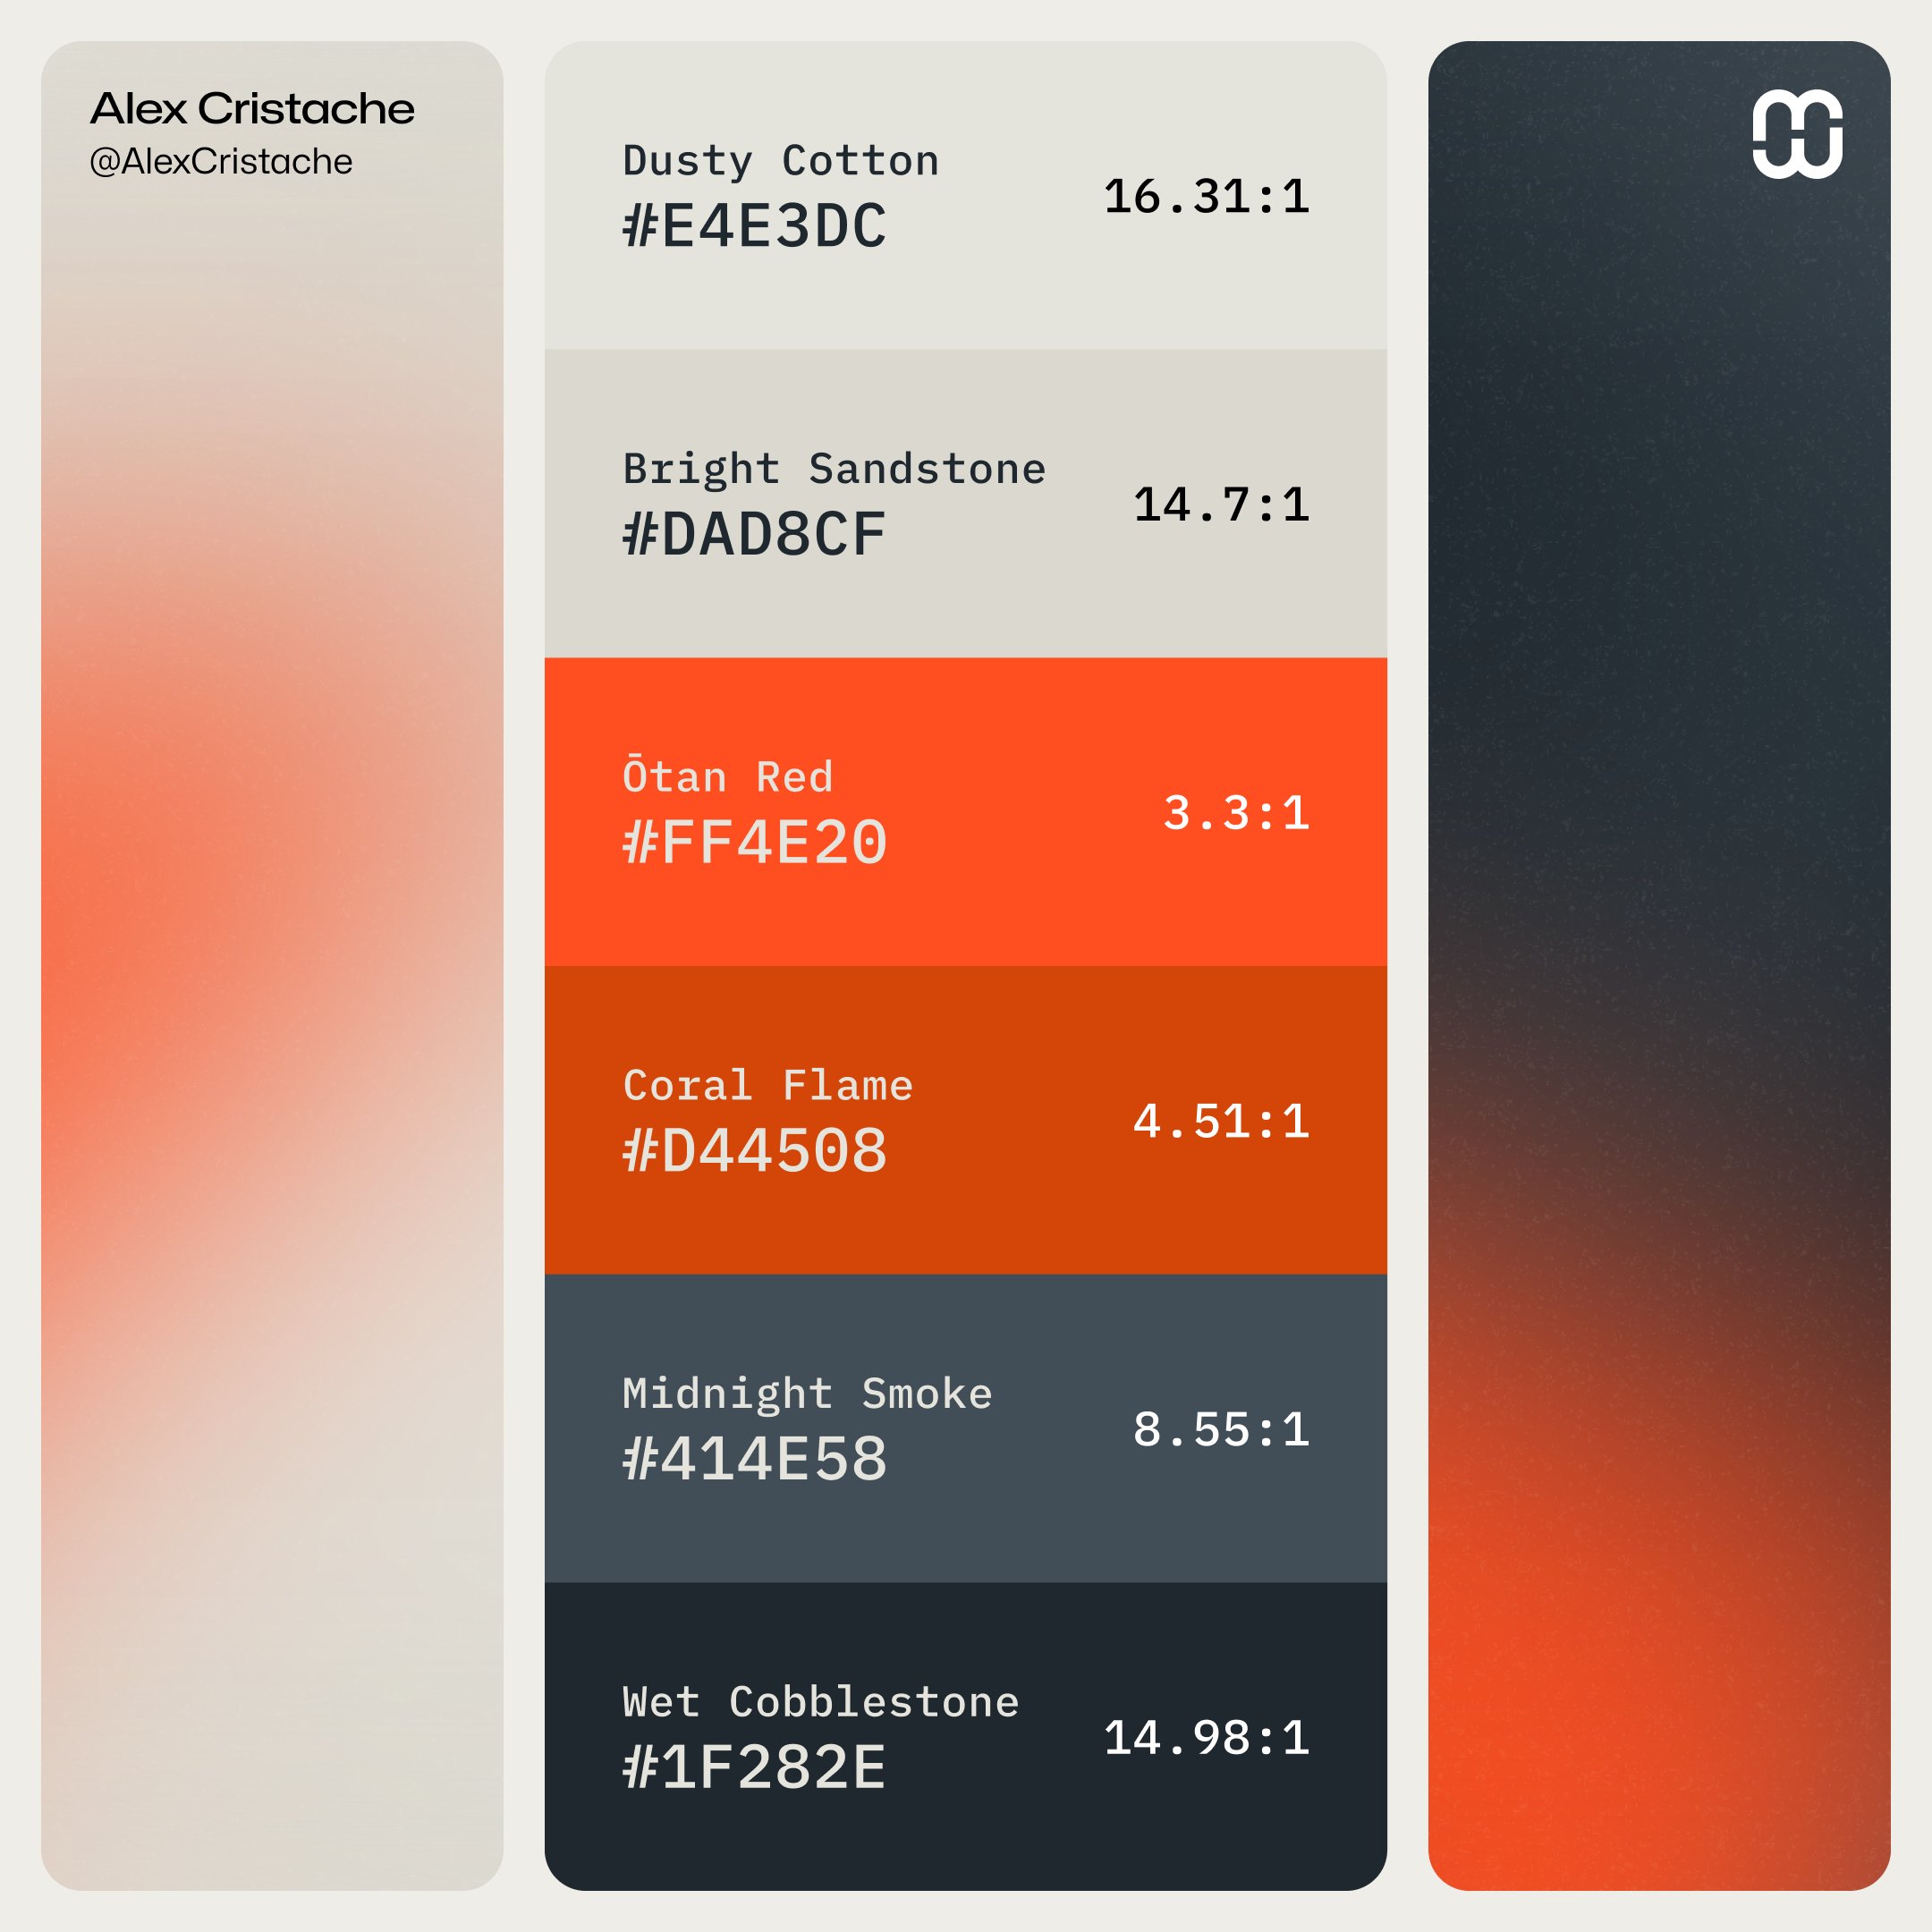 Alex Cristache
@AlexCristache
Dusty Cotton
#E4E3DC
16.31:1
Bright Sandstone
#DAD8CF
14.7:1
Ōtan Red
#FF4E20
3.3:1
Coral Flame
#D44508
4.51:1
Midnight Smoke
#414E58
8.55:1
Wet Cobblestone
#1F282E
14.98:1